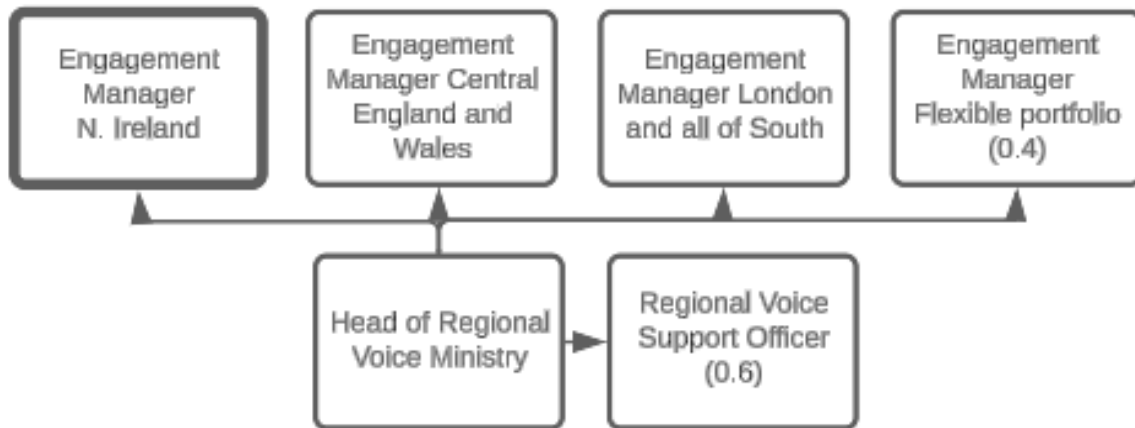 Engagement
Manager
N. Ireland
Engagement
Manager Central
England and
Wales
Engagement
Manager London
and all of South
Engagement
Manager
Flexible portfolio
(0.4)
Head of Regional
Voice Ministry
Regional Voice
Support Officer
(0.6)